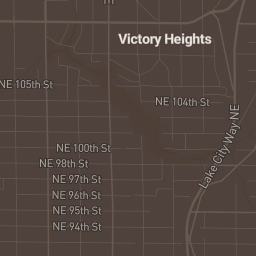 Victory Heights
NE 105th St
NE 104th St
NE 100th St
NE 98th St
NE 97th St
NE 96th St
NE 95th St
NE 94th St
Lake City Way NE